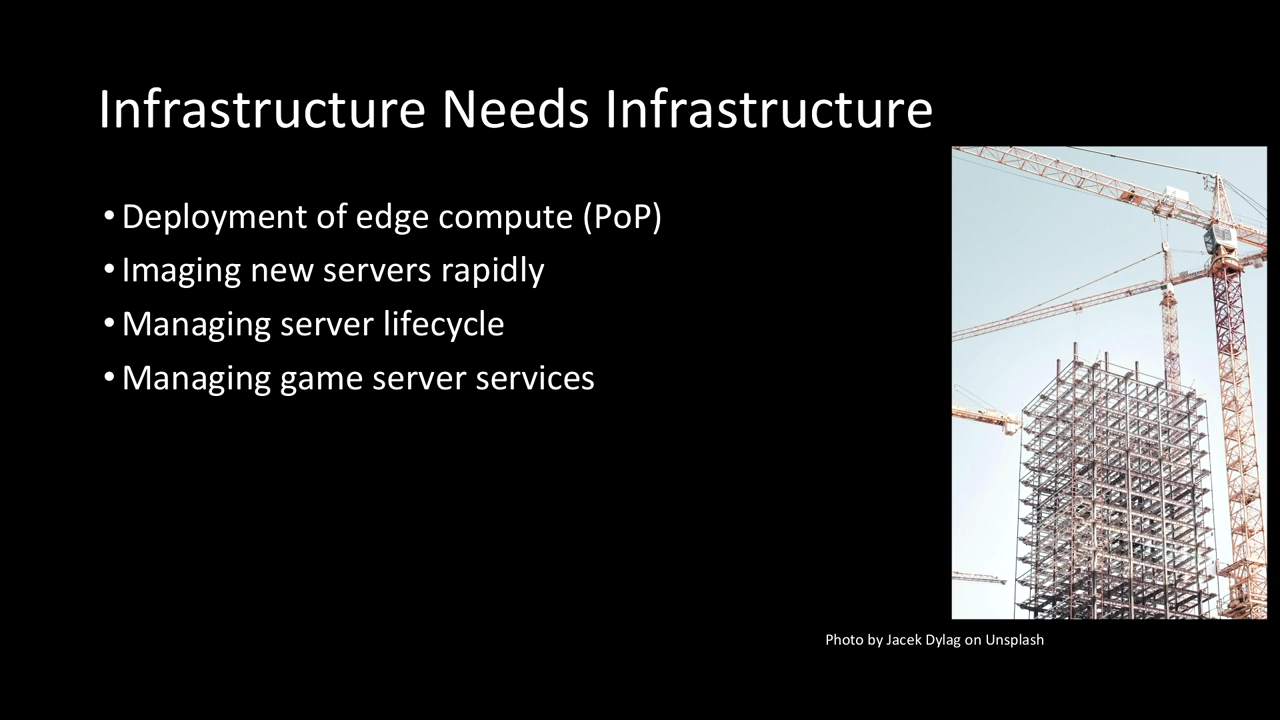 Infrastructure Needs Infrastructure
• Deployment of edge compute (PoP)
• Imaging new servers rapidly
• Managing server lifecycle
• Managing game server services
Photo by Jacek Dylag on Unsplash